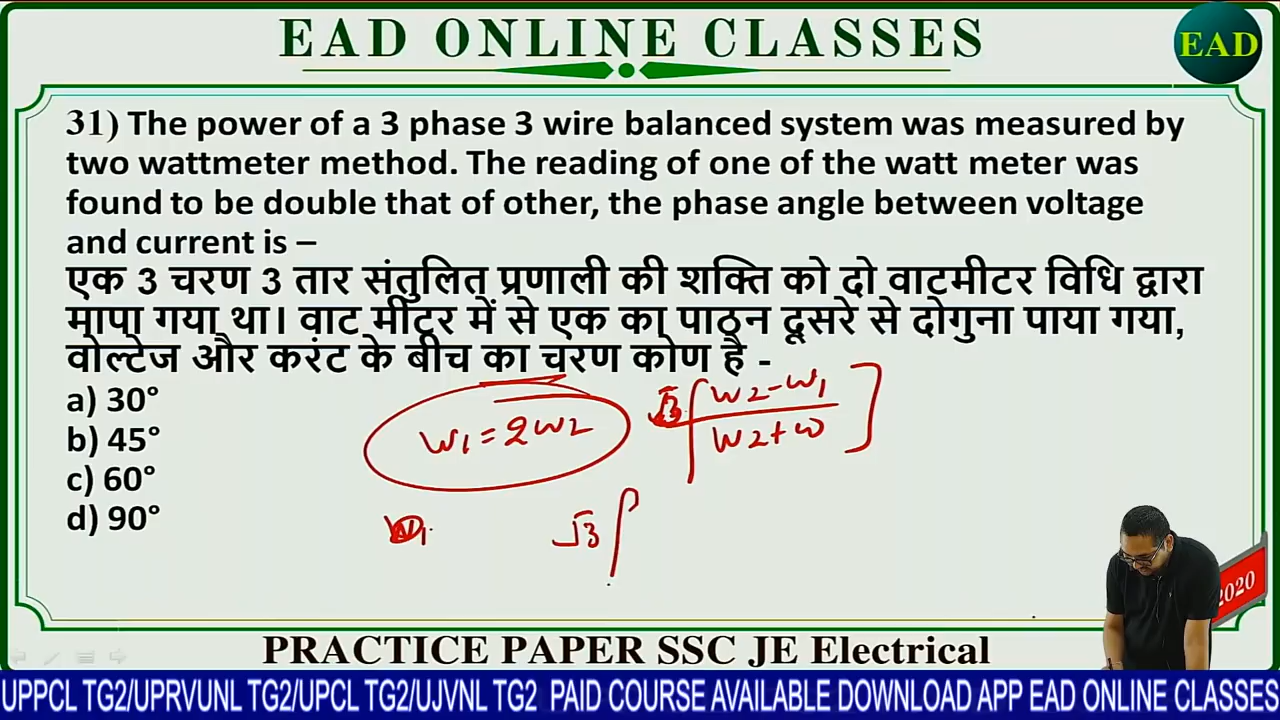 EAD ONLINE CLASSES
EAD
31) The power of a 3 phase 3 wire balanced system was measured by
two wattmeter method. The reading of one of the watt meter was
found to be double that of other, the phase angle between voltage
and current is –
एक 3 चरण 3 तार संतुलित प्रणाली की शक्ति को दो वाटमीटर विधि द्वारा
मापा गया था। वाट मीटर में से एक का पाठन दूसरे से दोगुना पाया गया,
वोल्टेज और करंट के बीच का चरण कोण है -
a) 30°
b) 45°
c) 60°
d) 90°
W1 = 2W2
√3 [ W2 - W1
W2 + W ]
√3 [
2020
PRACTICE PAPER SSC JE Electrical
UPPCL TG2/UPRVUNL TG2/UPCL TG2/UJVNL TG2 PAID COURSE AVAILABLE DOWNLOAD APP EAD ONLINE CLASSES